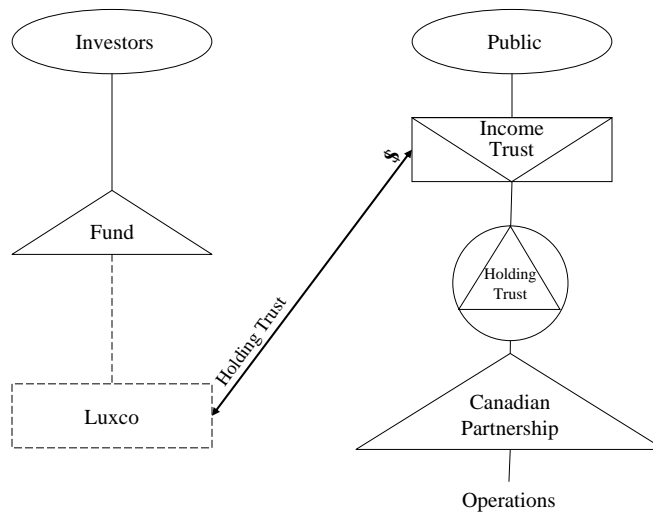 Investors
Public
Income
Trust
$
Fund
Holding
Trust
Holding Trust
Luxco
Canadian
Partnership
Operations